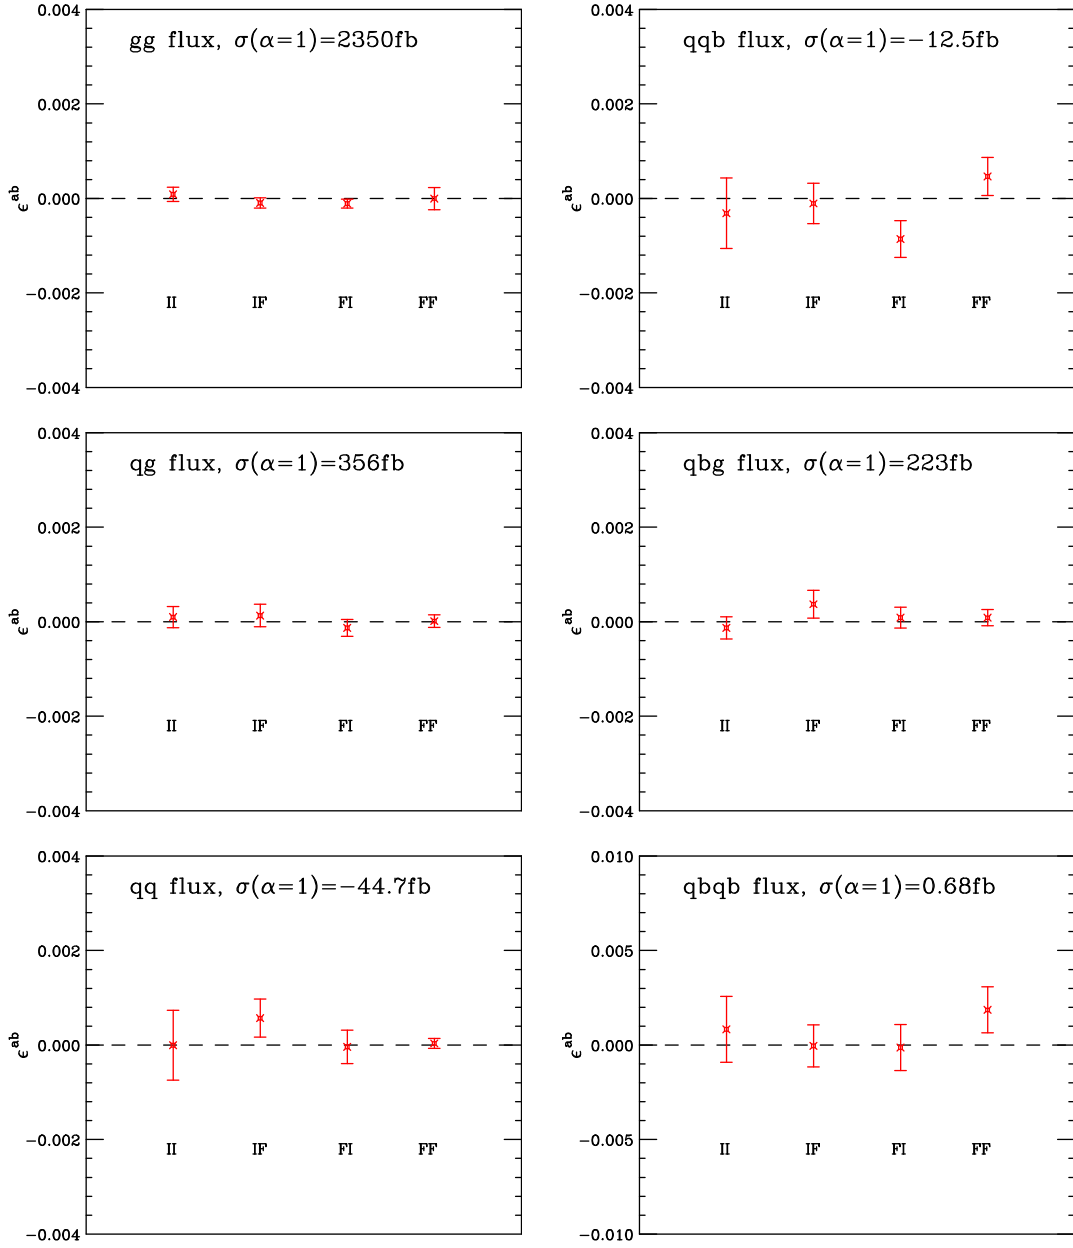 gg flux, σ(α=1)=2350fb
0.004
0.002
0.000
−0.002
−0.004
ϵ^ab
II IF FI FF
qqb flux, σ(α=1)=−12.5fb
0.004
0.002
0.000
−0.002
−0.004
ϵ^ab
II IF FI FF
qg flux, σ(α=1)=356fb
0.004
0.002
0.000
−0.002
−0.004
ϵ^ab
II IF FI FF
qbg flux, σ(α=1)=223fb
0.004
0.002
0.000
−0.002
−0.004
ϵ^ab
II IF FI FF
qq flux, σ(α=1)=−44.7fb
0.004
0.002
0.000
−0.002
−0.004
ϵ^ab
II IF FI FF
qbqb flux, σ(α=1)=0.68fb
0.010
0.005
0.000
−0.005
−0.010
ϵ^ab
II IF FI FF